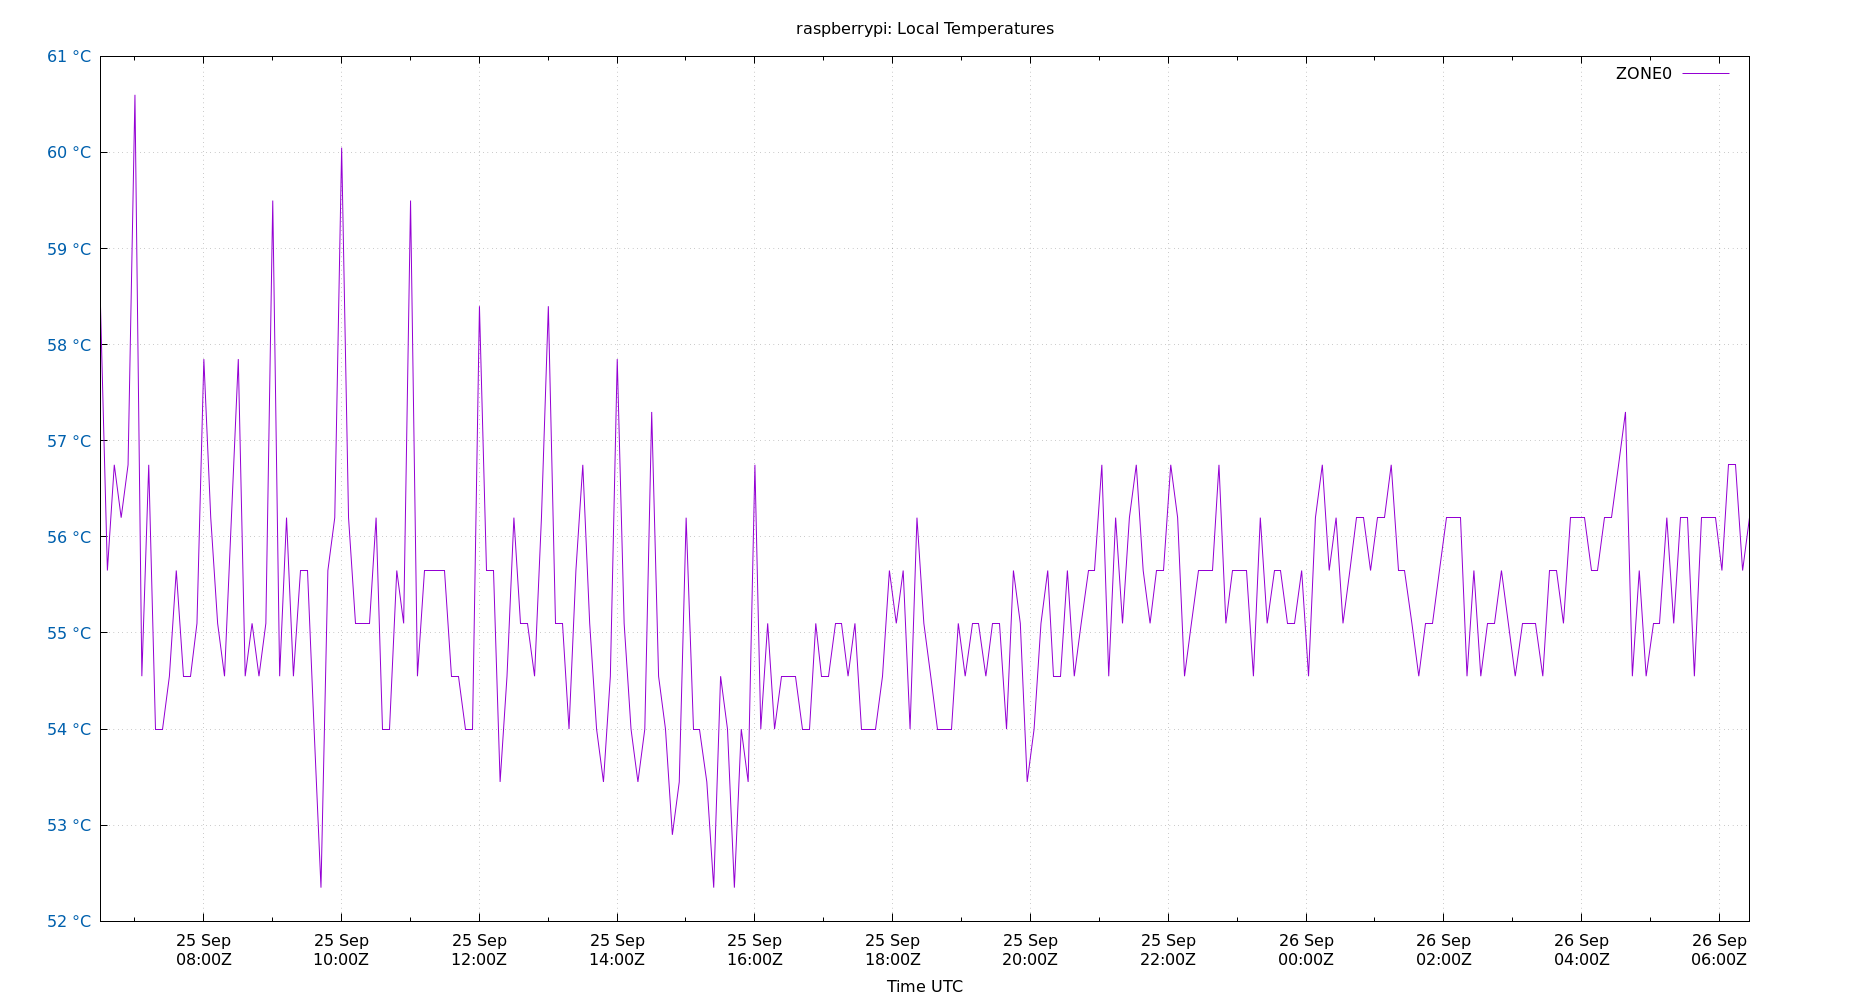 raspberrypi: Local Temperatures
61 °C
ZONE0
60 °C
59 °C
58 °C
57 °C
56 °C
55 °C
54 °C
53 °C
52 °C
25 Sep 25 Sep 25 Sep 25 Sep 25 Sep 25 Sep 25 Sep 25 Sep 26 Sep 26 Sep 26 Sep 26 Sep
08:00Z 10:00Z 12:00Z 14:00Z 16:00Z 18:00Z 20:00Z 22:00Z 00:00Z 02:00Z 04:00Z 06:00Z
Time UTC